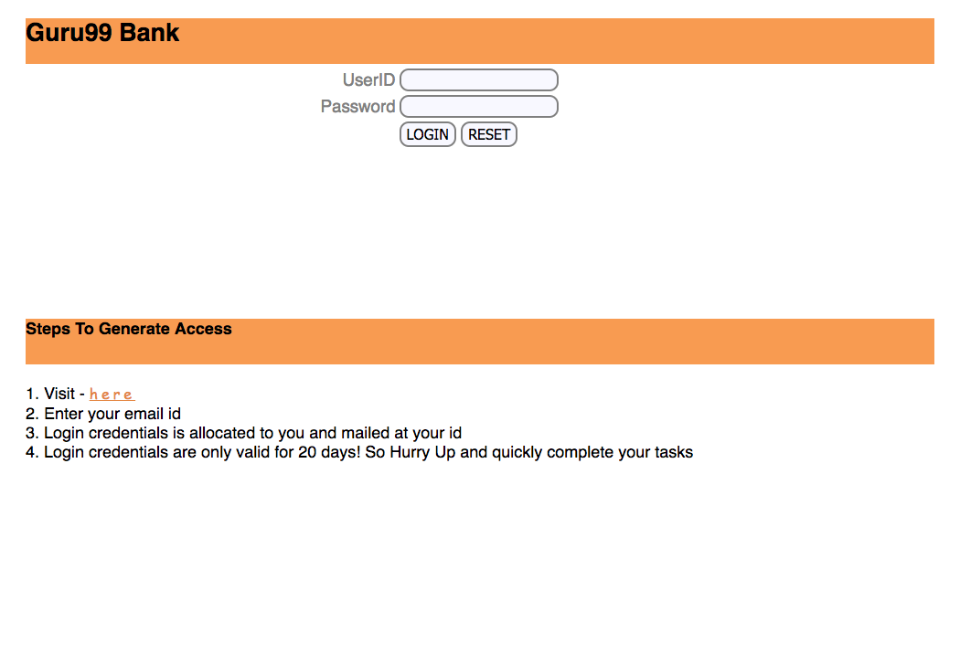 Guru99 Bank
UserID
Password
LOGIN RESET
Steps To Generate Access
1. Visit - here
2. Enter your email id
3. Login credentials is allocated to you and mailed at your id
4. Login credentials are only valid for 20 days! So Hurry Up and quickly complete your tasks